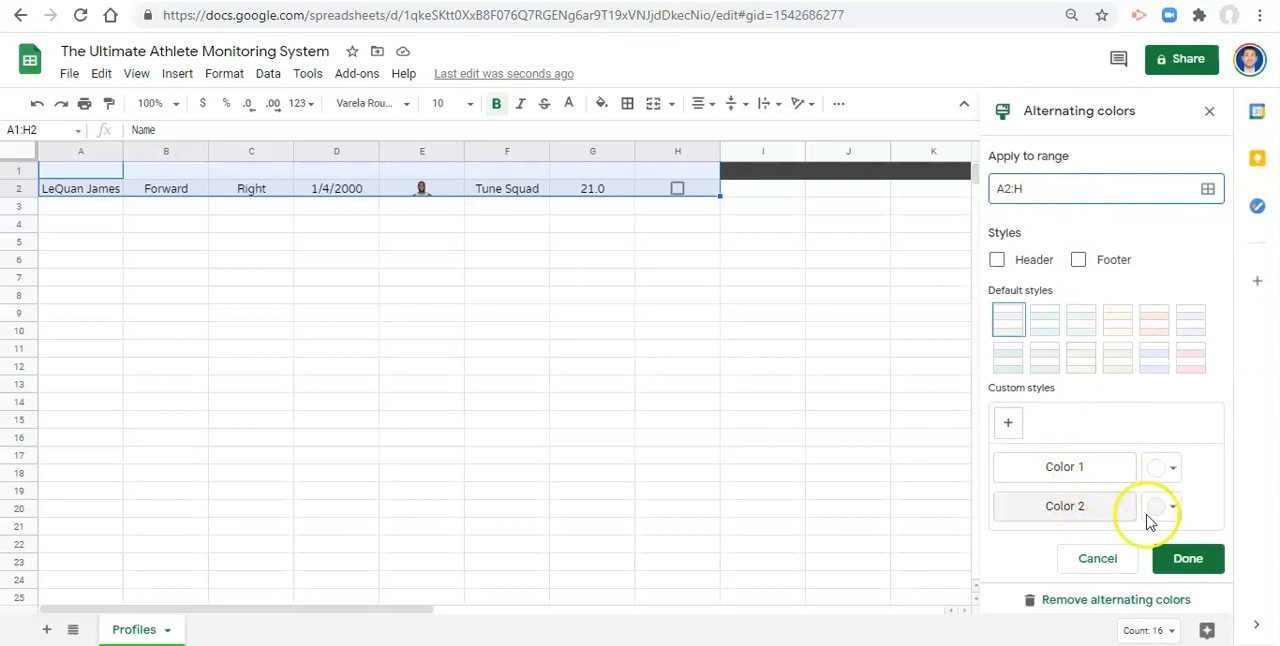 https://docs.google.com/spreadsheets/d/1qkeSKtt0XxB8F076Q7RGENg6ar9T19xVNJjdDkecNio/edit#gid=1542686277
The Ultimate Athlete Monitoring System
File Edit View Insert Format Data Tools Add-ons Help Last edit was seconds ago
Share
100% $ % .0 .00 123 Varela Rou... 10 B I S A
A1:H2 fx Name
A B C D E F G H I J K
1
2 LeQuan James Forward Right 1/4/2000 Tune Squad 21.0
3
4
5
6
7
8
9
10
11
12
13
14
15
16
17
18
19
20
21
22
23
24
25
Alternating colors
Apply to range
A2:H
Styles
Header Footer
Default styles
Custom styles
+
Color 1
Color 2
Cancel Done
Remove alternating colors
Profiles
Count: 16